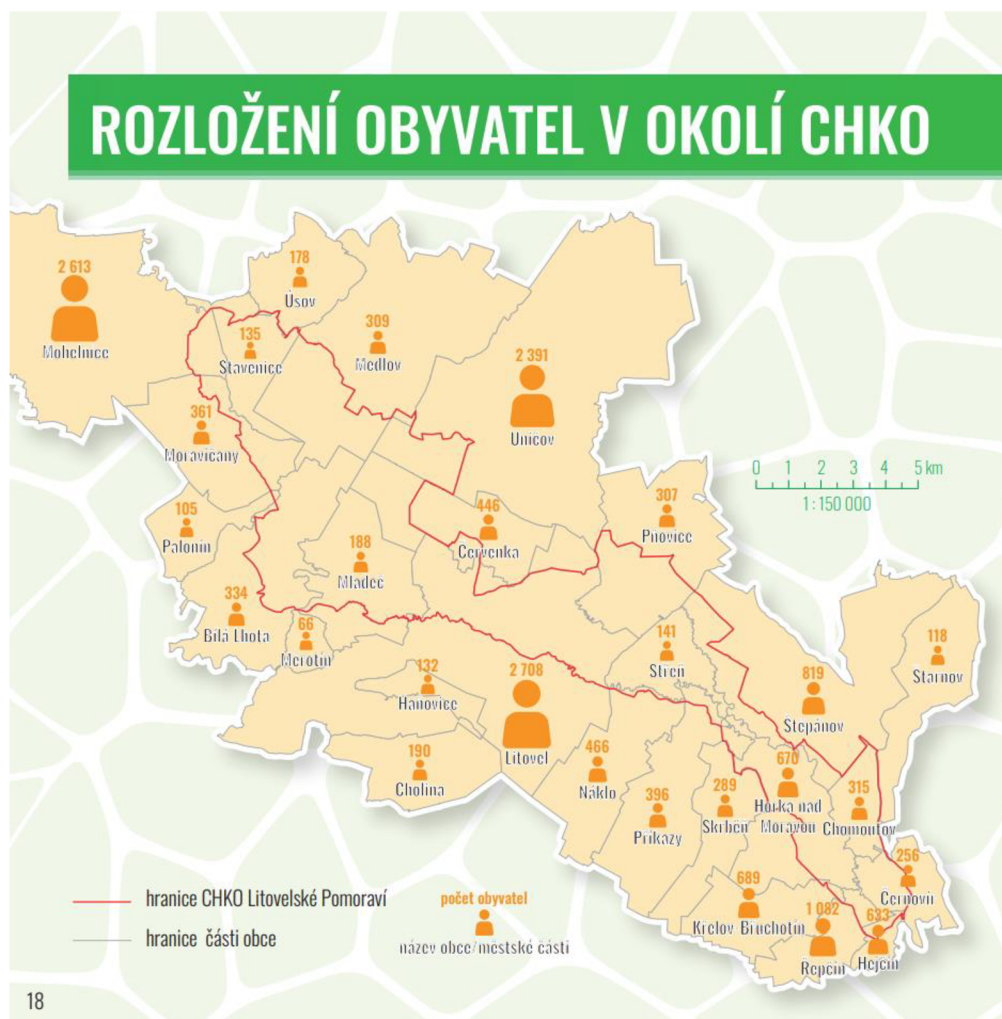 ROZLOŽENÍ OBYVATEL V OKOLÍ CHKO
2 613
Mohelnice
178
Úsov
135
Stavenice
309
Medlov
2 391
Uničov
361
Moravičany
0 1 2 3 4 5 km
1 : 150 000
105
Palonín
188
Mladeč
446
Červenka
307
Pňovice
334
Bílá Lhota
66
Měrotín
132
Haňovice
2 708
Litovel
141
Střeň
118
Štarnov
819
Štěpánov
190
Cholina
466
Náklo
396
Příkazy
289
Skrbeň
670
Horka nad
Moravou
315
Chomoutov
256
Černovír
689
Křelov-Břuchotín
1 082
Řepčín
633
Hejčín
hranice CHKO Litovelské Pomoraví
hranice části obce
počet obyvatel
název obce/městské části
18